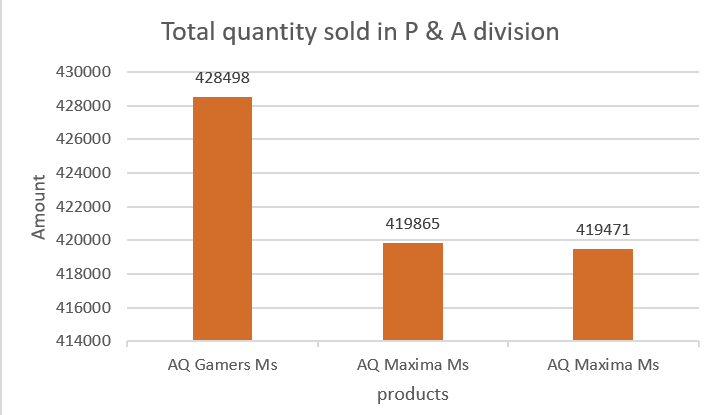 Total quantity sold in P & A division
Amount
430000
428000
426000
424000
422000
420000
418000
416000
414000
428498
419865
419471
AQ Gamers Ms
AQ Maxima Ms
AQ Maxima Ms
products